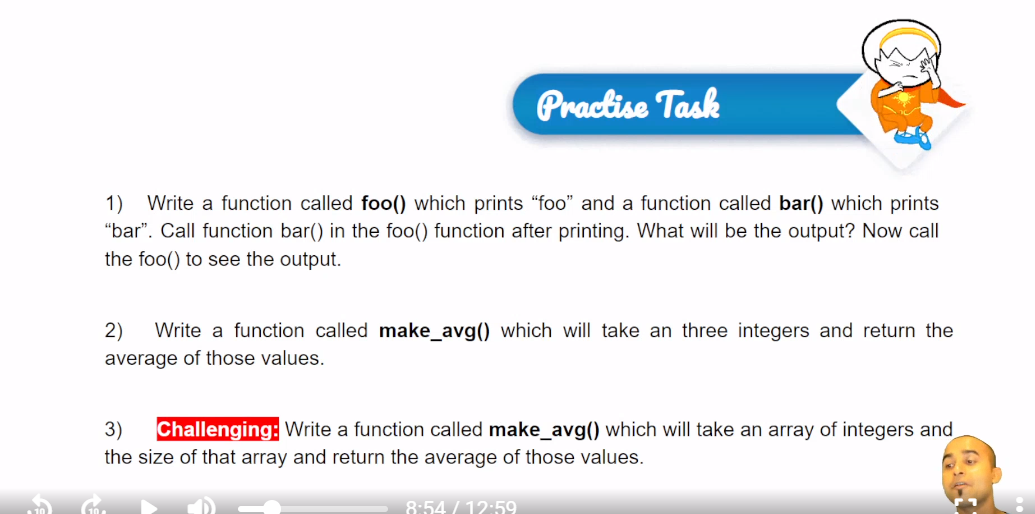 Practise Task
1) Write a function called foo() which prints “foo” and a function called bar() which prints
“bar”. Call function bar() in the foo() function after printing. What will be the output? Now call
the foo() to see the output.
2) Write a function called make_avg() which will take an three integers and return the
average of those values.
3) Challenging: Write a function called make_avg() which will take an array of integers and
the size of that array and return the average of those values.
10 10 8:54 / 12:59